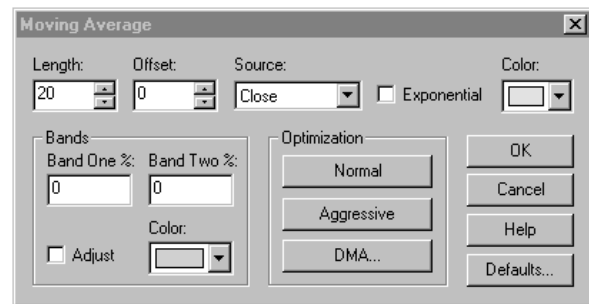 Moving Average
Length: Offset: Source: Color:
20 0 Close Exponential
Bands Optimization
Band One %: Band Two %: Normal OK
0 0 Cancel
Color: Aggressive Help
Adjust DMA... Defaults...